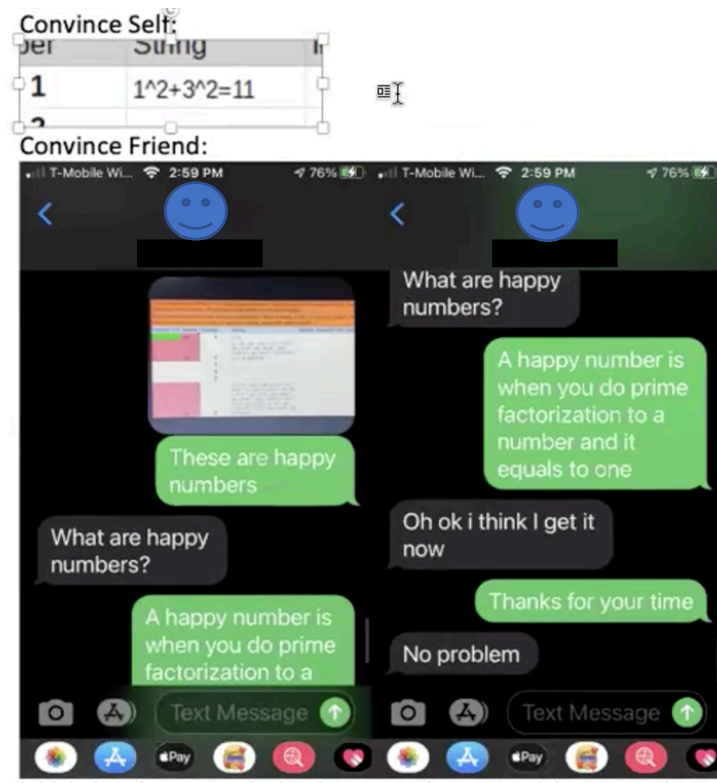 Convince Self:
String
1
1^2+3^2=11
Convince Friend:
T-Mobile Wi... 2:59 PM 76%
These are happy
numbers
What are happy
numbers?
A happy number is
when you do prime
factorization to a
Text Message
Pay
T-Mobile Wi... 2:59 PM 76%
What are happy
numbers?
A happy number is
when you do prime
factorization to a
number and it
equals to one
Oh ok i think I get it
now
Thanks for your time
No problem
Text Message
Pay